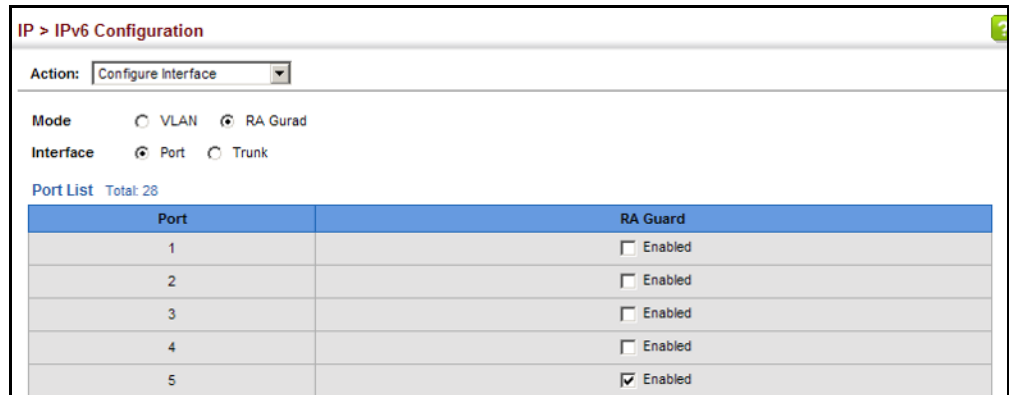 IP > IPv6 Configuration
?
Action: Configure Interface
Mode VLAN RA Gurad
Interface Port Trunk
Port List Total: 28
Port RA Guard
1 Enabled
2 Enabled
3 Enabled
4 Enabled
5 Enabled